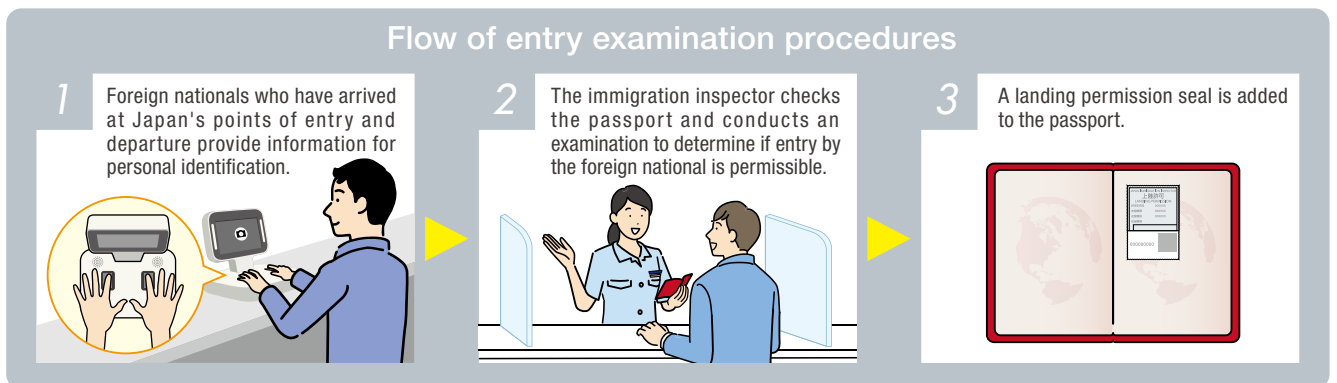 Flow of entry examination procedures
1
Foreign nationals who have arrived
at Japan's points of entry and
departure provide information for
personal identification.
2
The immigration inspector checks
the passport and conducts an
examination to determine if entry by
the foreign national is permissible.
3
A landing permission seal is added
to the passport.
上陸許可